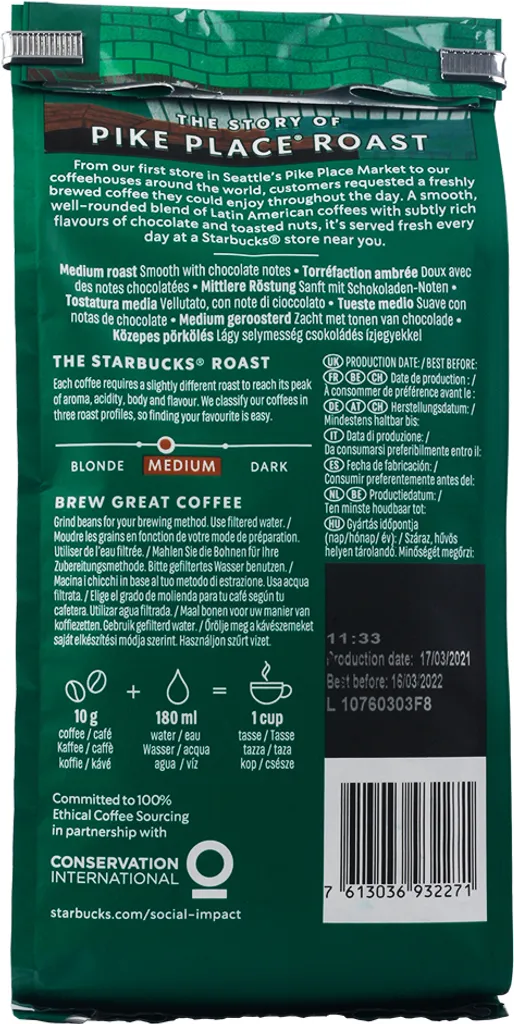 THE STORY OF
PIKE PLACE® ROAST
From our first store in Seattle's Pike Place Market to our
coffeehouses around the world, customers requested a freshly
brewed coffee they could enjoy throughout the day. A smooth,
well-rounded blend of Latin American coffees with subtly rich
flavours of chocolate and toasted nuts, it's served fresh every
day at a Starbucks® store near you.
Medium roast Smooth with chocolate notes • Torréfaction ambrée Doux avec
des notes chocolatées • Mittlere Röstung Sanft mit Schokoladen-Noten •
Tostatura media Vellutato, con note di cioccolato • Tueste medio Suave con
notas de chocolate • Medium geroosterd Zacht met tonen van chocolade •
Közepes pörkölés Lágy selymesség csokoládés ízjegyekkel
THE STARBUCKS® ROAST
Each coffee requires a slightly different roast to reach its peak
of aroma, acidity, body and flavour. We classify our coffees in
three roast profiles, so finding your favourite is easy.
BLONDE MEDIUM DARK
BREW GREAT COFFEE
Grind beans for your brewing method. Use filtered water. /
Moudre les grains en fonction de votre mode de préparation.
Utiliser de l'eau filtrée. / Mahlen Sie die Bohnen für Ihre
Zubereitungsmethode. Bitte gefiltertes Wasser benutzen. /
Macina i chicchi in base al tuo metodo di estrazione. Usa acqua
filtrata. / Elige el grado de molienda para tu café según tu
cafetera. Utilizar agua filtrada. / Maal bonen voor uw manier van
koffiezetten. Gebruik gefilterd water. / Őrölje meg a kávészemeket
saját elkészítési módja szerint. Használjon szűrt vizet.
+ =
10 g 180 ml 1 cup
coffee / café water / eau tasse / Tasse
Kaffee / caffè Wasser / acqua tazza / taza
koffie / kávé agua / víz kop / csésze
Committed to 100%
Ethical Coffee Sourcing
in partnership with
CONSERVATION
INTERNATIONAL
starbucks.com/social-impact
UK PRODUCTION DATE: / BEST BEFORE:
FR BE CH Date de production : /
À consommer de préférence avant le :
DE AT CH Herstellungsdatum: /
Mindestens haltbar bis:
IT Data di produzione: /
Da consumarsi preferibilmente entro il:
ES Fecha de fabricación: /
Consumir preferentemente antes del:
NL BE Productiedatum: /
Ten minste houdbaar tot:
HU Gyártás időpontja
(nap/hónap/ év): / Száraz, hűvös
helyen tárolandó. Minőségét megőrzi:
11:33
Production date: 17/03/2021
Best before: 16/03/2022
L 10760303F8
7 613036 932271